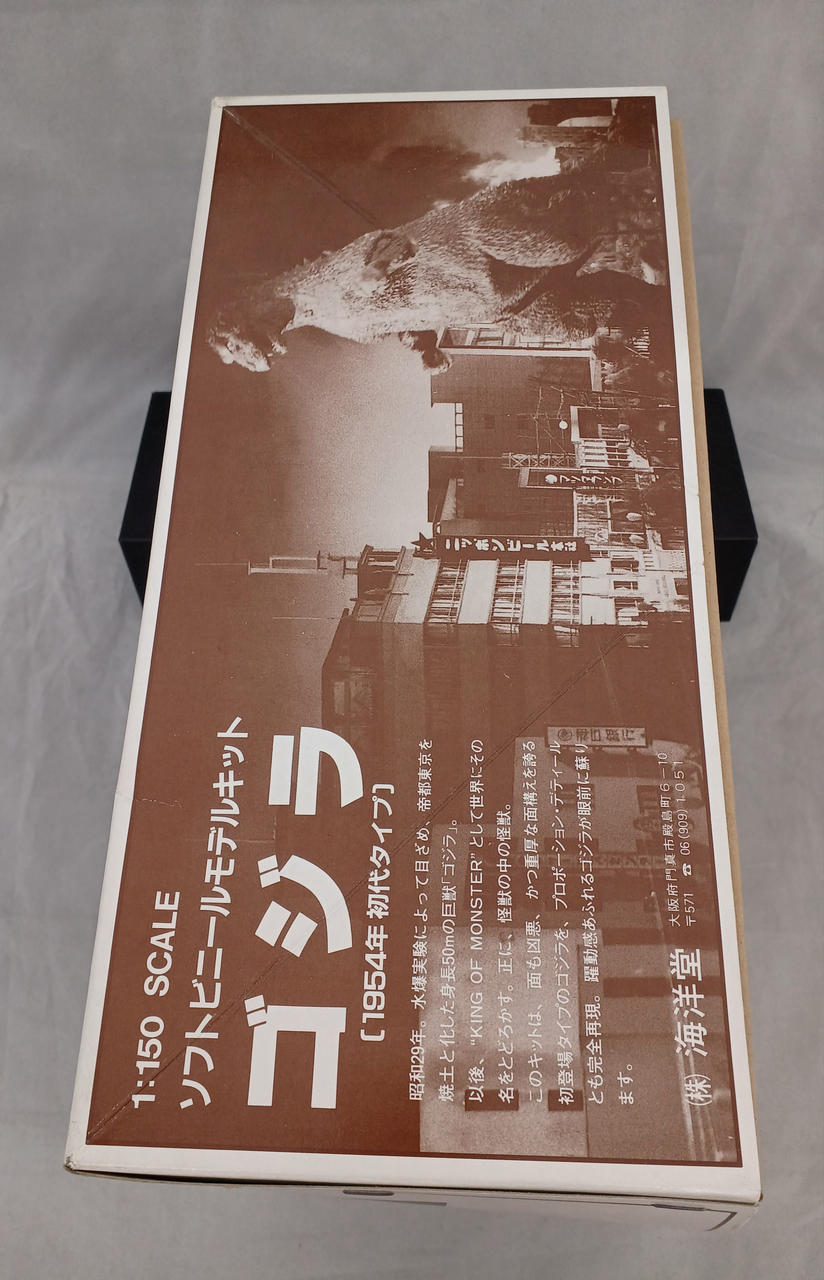 1:150 SCALE
ソフトビニールモデルキット
ゴジラ
〔1954年 初代タイプ〕
昭和29年。水爆実験によって目ざめ、帝都東京を
焼土と化した身長50mの巨獣「ゴジラ」。
以後、“KING OF MONSTER”として世界にその
名をとどろかす。正に、怪獣の中の怪獣。
このキットは、面も凶悪、かつ重厚な面構えを誇る
初登場タイプのゴジラを、プロポーション・デティール
とも完全再現。躍動感あふれるゴジラが眼前に蘇り
ます。
㈱海洋堂
大阪府門真市殿島町6-10
〒571 ☎ 06(909)1051
ニッポンビール本社
神戸銀行